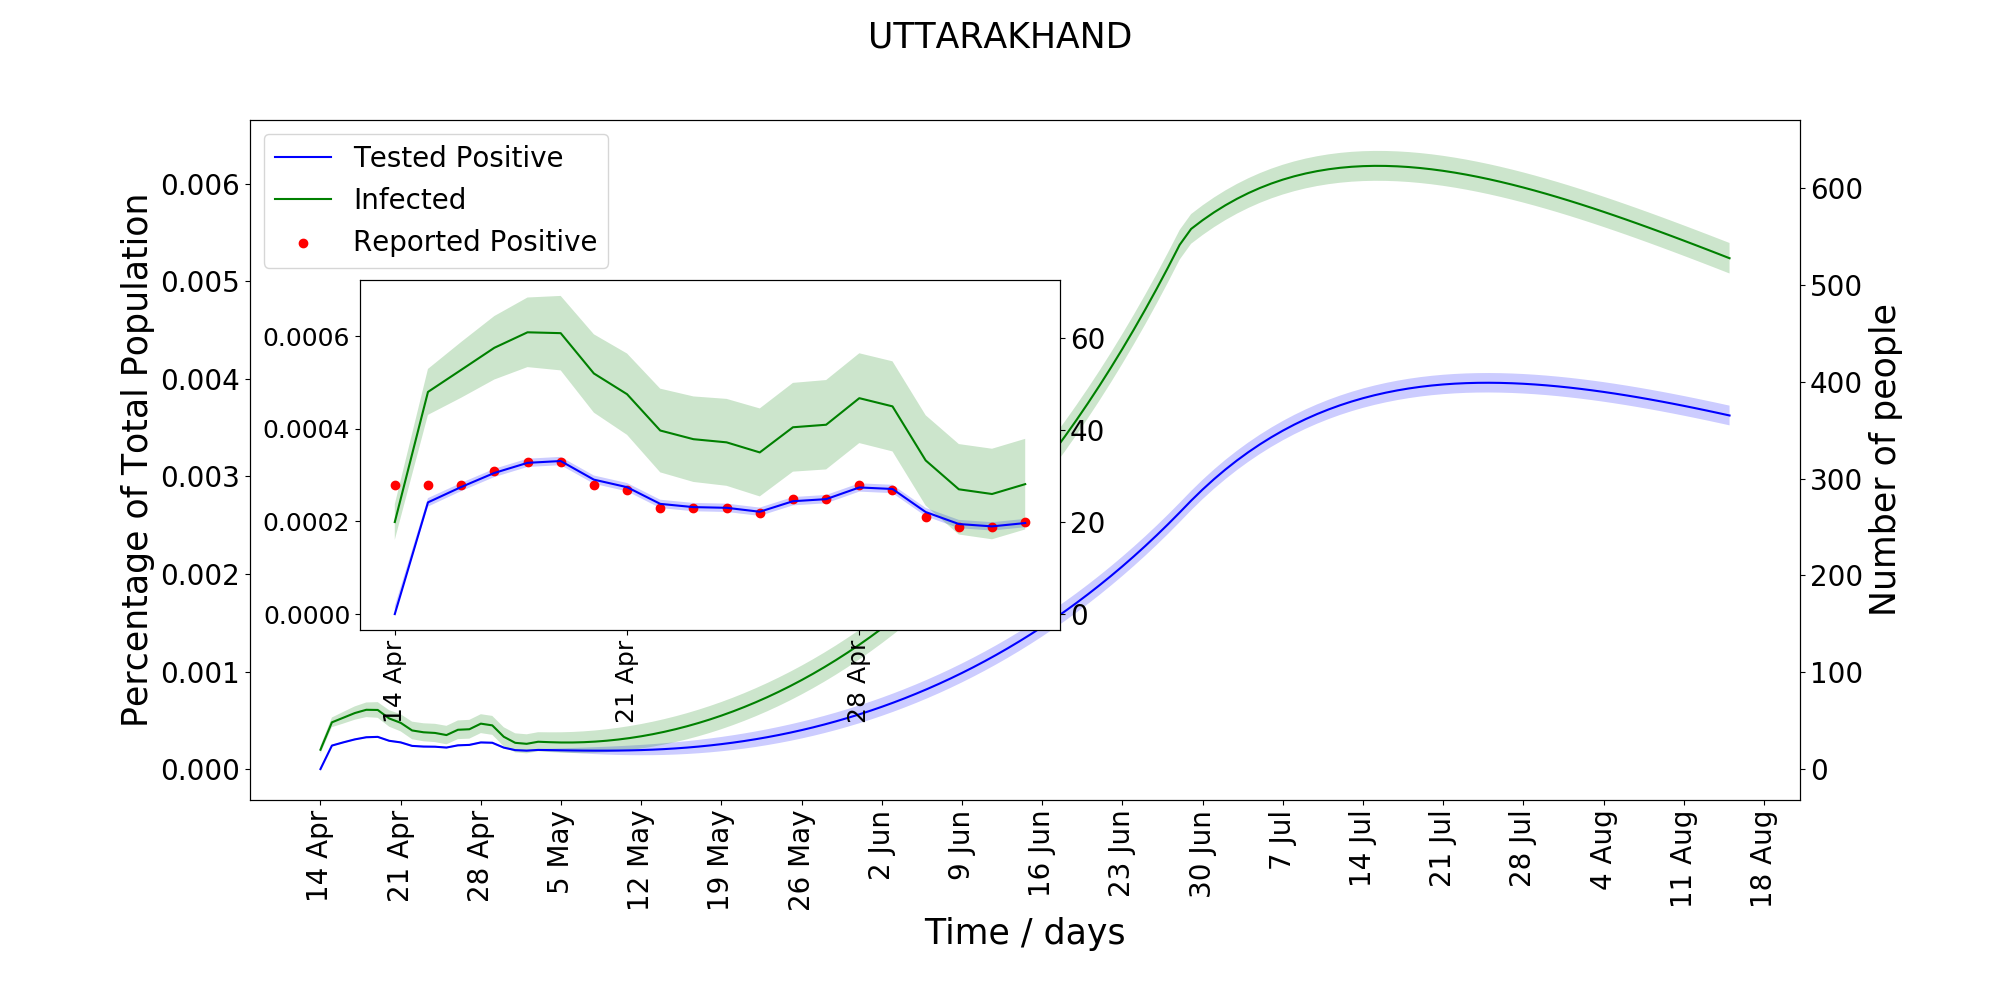 UTTARAKHAND
Tested Positive
Infected
Reported Positive
Percentage of Total Population
0.006
0.005
0.004
0.003
0.002
0.001
0.000
600
500
400
300
200
100
0
Number of people
0.0006
0.0004
0.0002
0.0000
60
40
20
0
14 Apr
21 Apr
28 Apr
14 Apr
21 Apr
28 Apr
5 May
12 May
19 May
26 May
2 Jun
9 Jun
16 Jun
23 Jun
30 Jun
7 Jul
14 Jul
21 Jul
28 Jul
4 Aug
11 Aug
18 Aug
Time / days